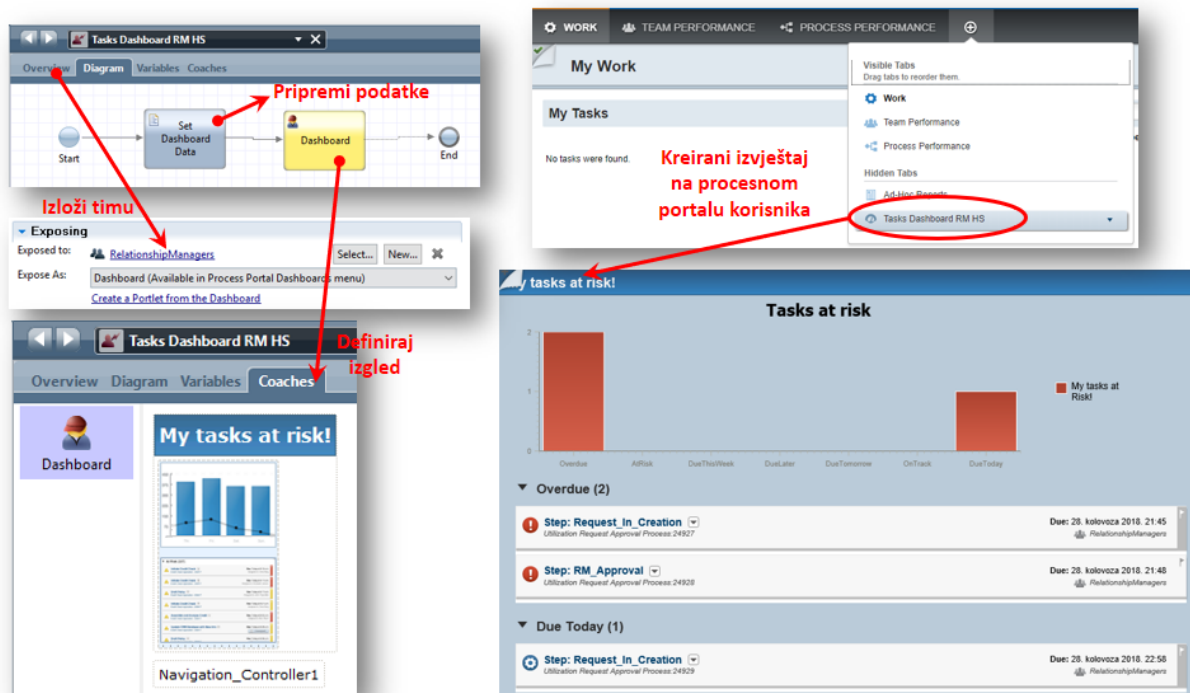 Tasks Dashboard RM HS
Overview Diagram Variables Coaches
Pripremi podatke
Start
Set
Dashboard
Data
Dashboard
End
Izloži timu
Exposing
Exposed to: RelationshipManagers Select... New...
Expose As: Dashboard (Available in Process Portal Dashboards menu)
Create a Portlet from the Dashboard
Tasks Dashboard RM HS
Definiraj
izgled
Overview Diagram Variables Coaches
Dashboard
My tasks at risk!
Navigation_Controller1
WORK TEAM PERFORMANCE PROCESS PERFORMANCE
My Work
My Tasks
No tasks were found.
Visible Tabs
Drag tabs to reorder them.
Work
Team Performance
Process Performance
Hidden Tabs
Ad-Hoc Reports
Tasks Dashboard RM HS
Kreirani izvještaj
na procesnom
portalu korisnika
My tasks at risk!
Tasks at risk
2
1
0
Overdue AtRisk DueThisWeek DueLater DueTomorrow OnTrack DueToday
My tasks at
Risk!
Overdue (2)
Step: Request_In_Creation
Due: 28. kolovoza 2018. 21:45
Utilization Request Approval Process:24927
RelationshipManagers
Step: RM_Approval
Due: 28. kolovoza 2018. 21:48
Utilization Request Approval Process:24928
RelationshipManagers
Due Today (1)
Step: Request_In_Creation
Due: 28. kolovoza 2018. 22:58
Utilization Request Approval Process:24929
RelationshipManagers